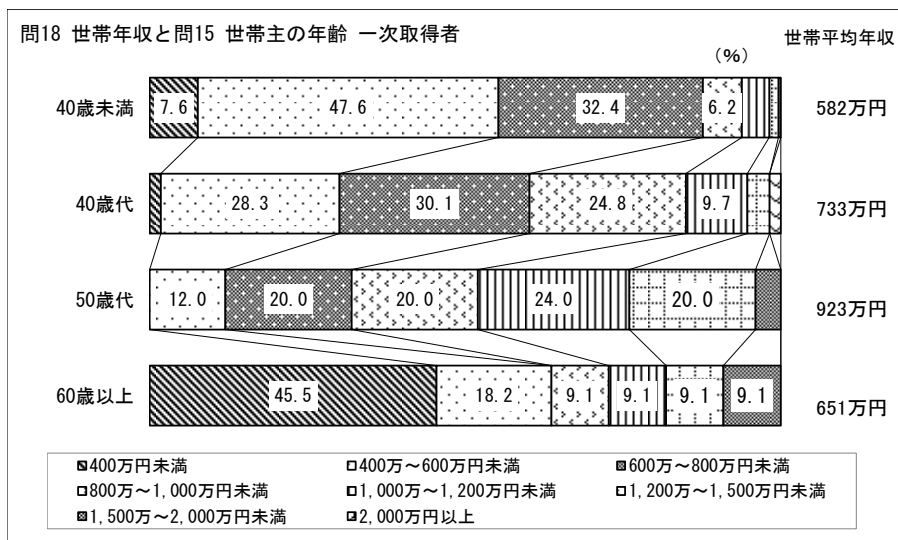 問18 世帯年収と問15 世帯主の年齢 一次取得者
世帯平均年収
(%)
40歳未満 7.6 47.6 32.4 6.2 582万円
40歳代 28.3 30.1 24.8 9.7 733万円
50歳代 12.0 20.0 20.0 24.0 20.0 923万円
60歳以上 45.5 18.2 9.1 9.1 9.1 9.1 651万円
400万円未満 400万～600万円未満 600万～800万円未満
800万～1,000万円未満 1,000万～1,200万円未満 1,200万～1,500万円未満
1,500万～2,000万円未満 2,000万円以上